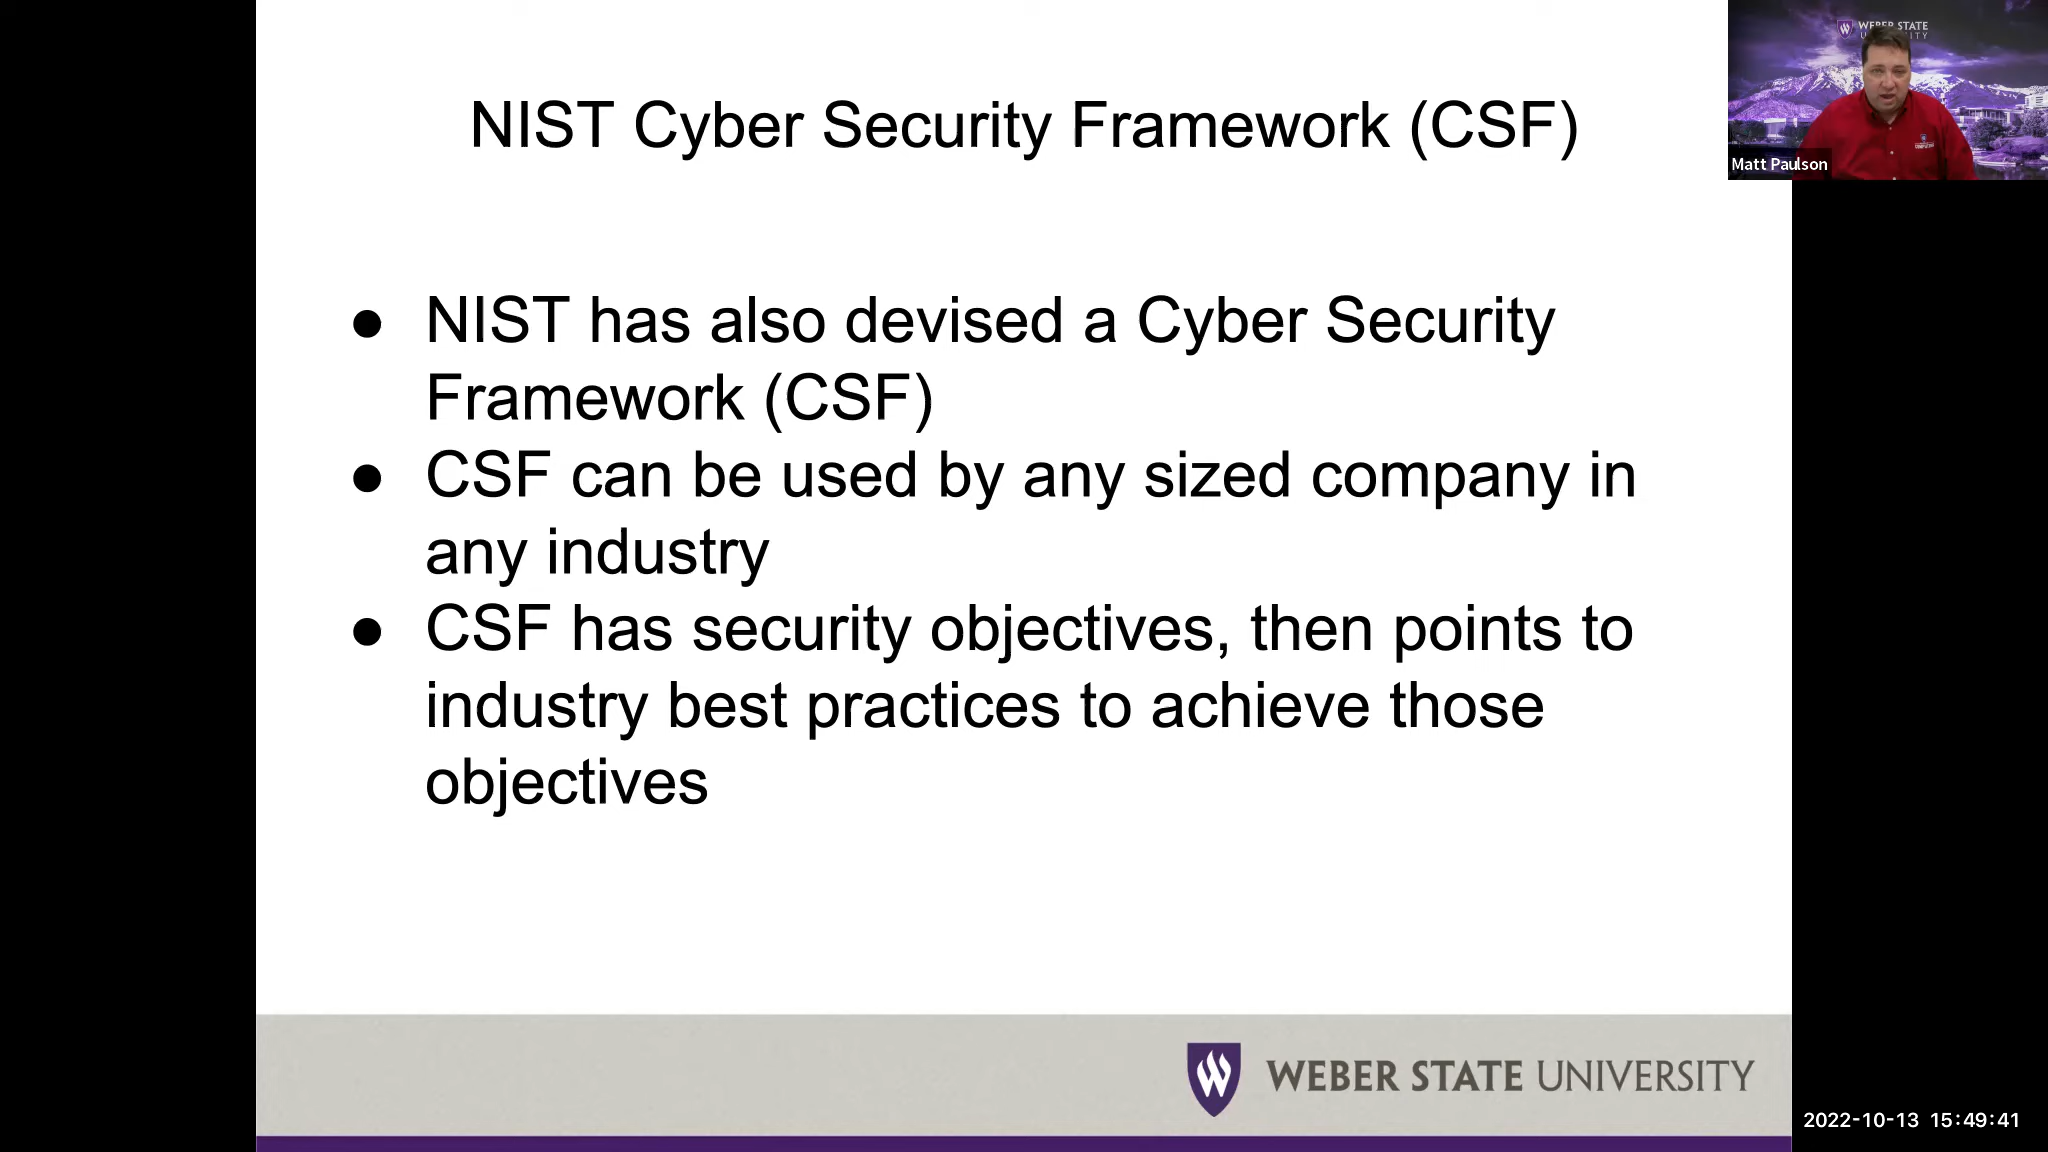 NIST Cyber Security Framework (CSF)
WEBER STATE
Matt Paulson
● NIST has also devised a Cyber Security
Framework (CSF)
● CSF can be used by any sized company in
any industry
● CSF has security objectives, then points to
industry best practices to achieve those
objectives
WEBER STATE UNIVERSITY
2022-10-13 15:49:41